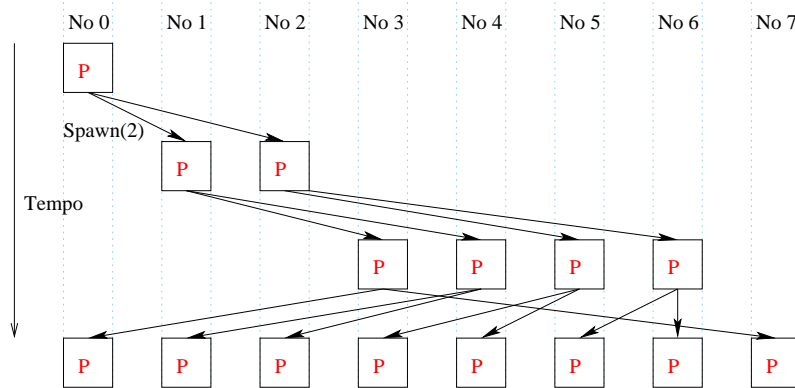 No 0 No 1 No 2 No 3 No 4 No 5 No 6 No 7
P
Spawn(2)
P P
Tempo
P P P P
P P P P P P P P